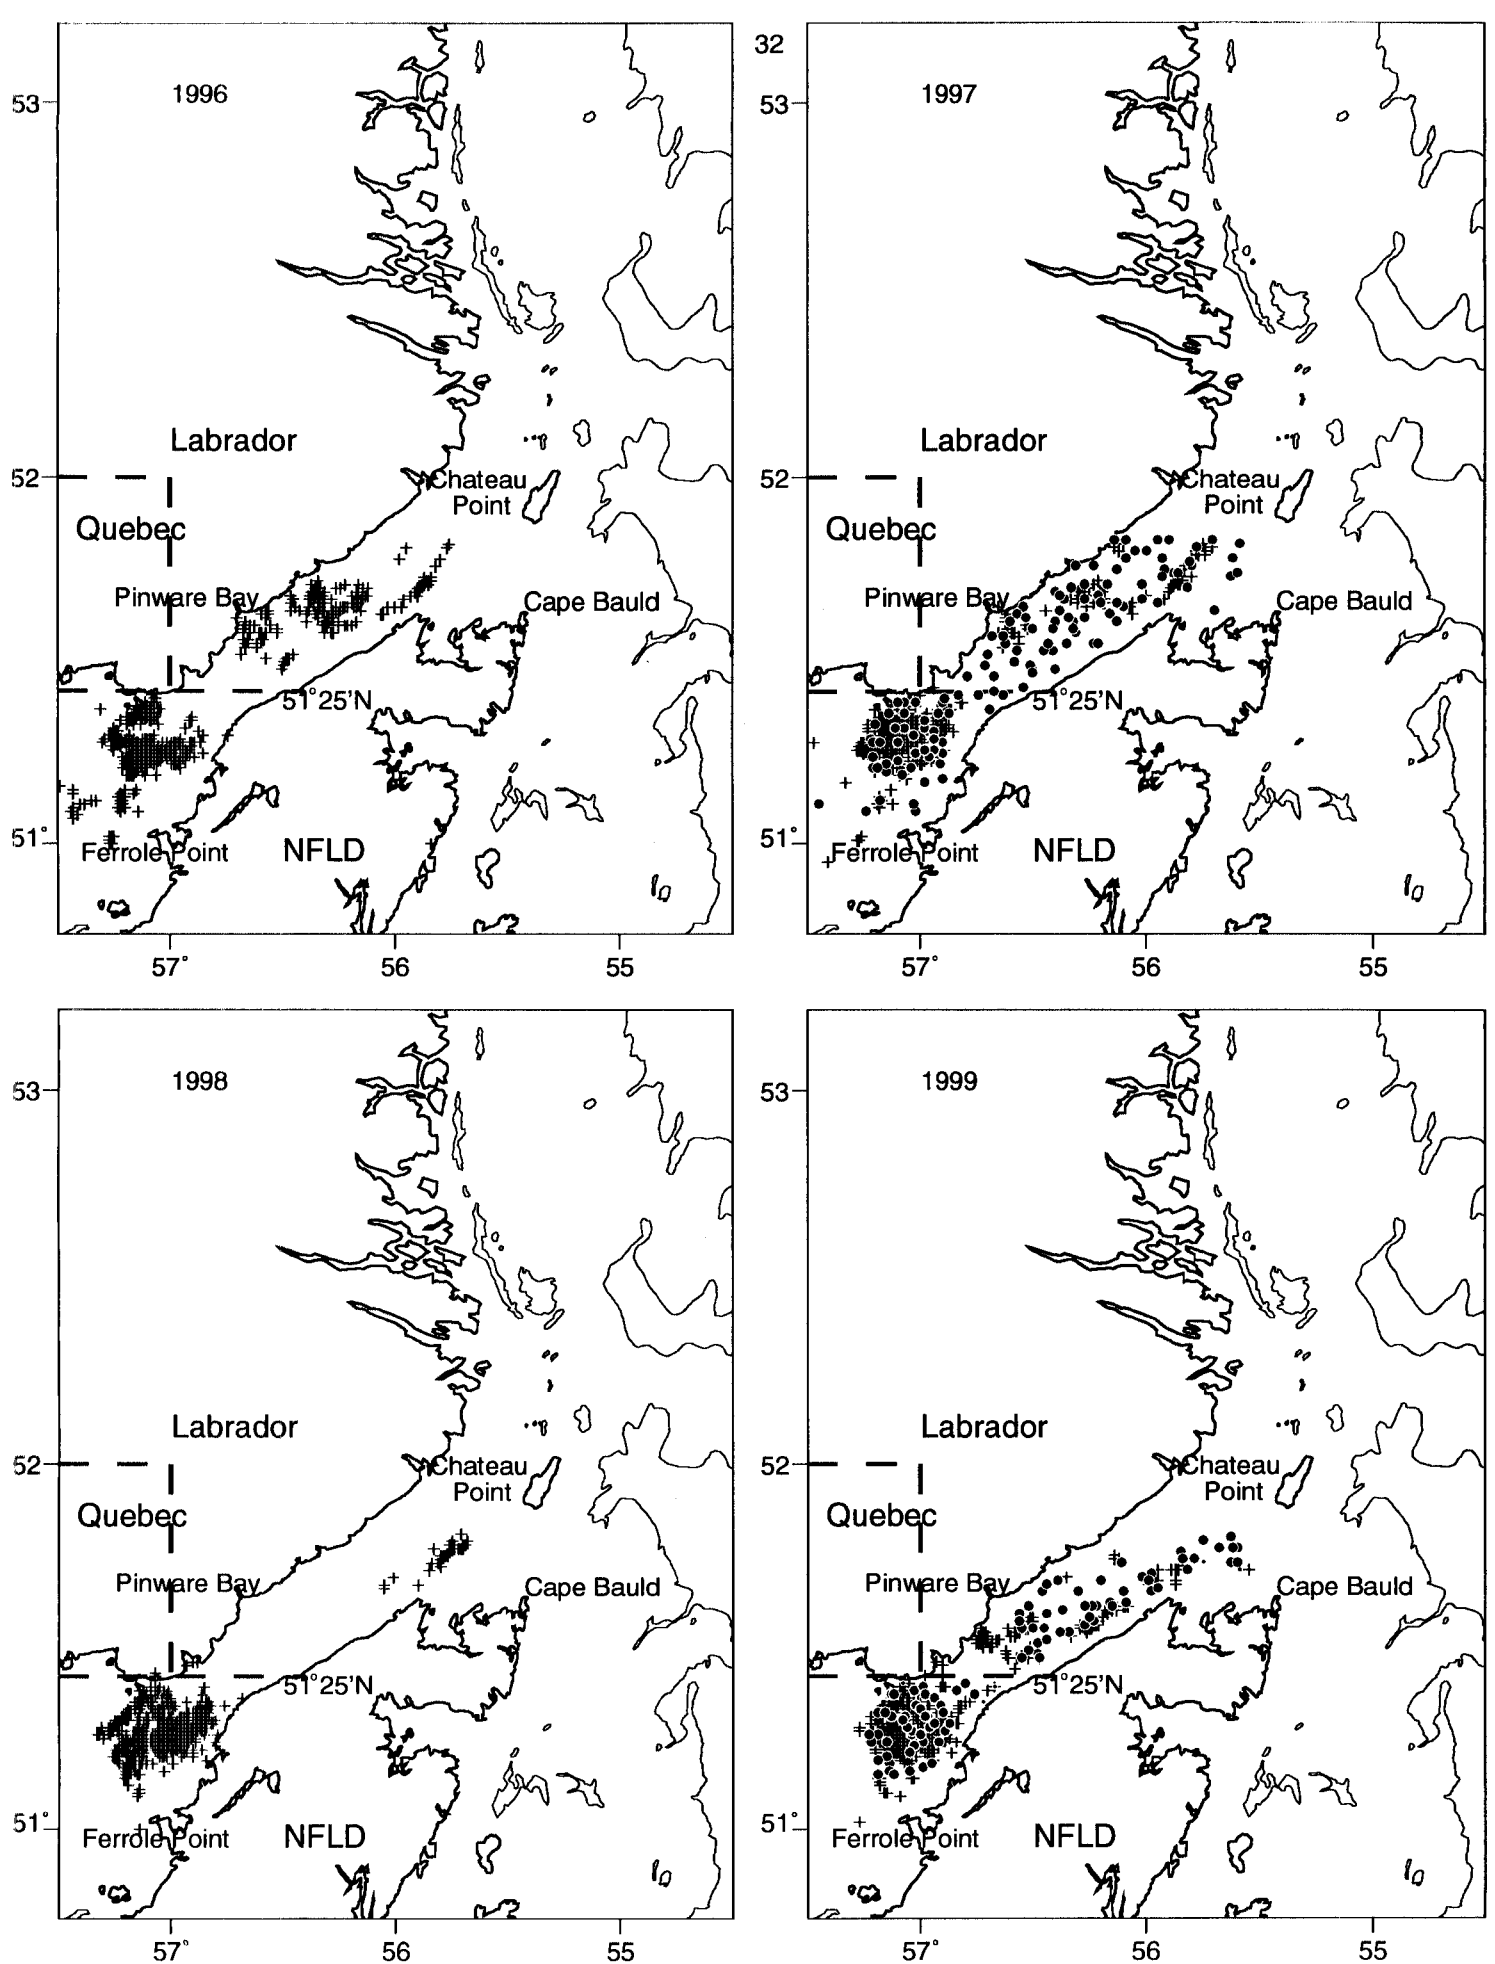 32
1996
53
Labrador
52
Chateau
Point
Quebec
Pinware Bay
Cape Bauld
51°25'N
51°
Ferrole Point
NFLD
57°
56
55
1997
53
Labrador
52
Chateau
Point
Quebec
Pinware Bay
Cape Bauld
51°25'N
51°
Ferrole Point
NFLD
57°
56
55
1998
53
Labrador
52
Chateau
Point
Quebec
Pinware Bay
Cape Bauld
51°25'N
51°
Ferrole Point
NFLD
57°
56
55
1999
53
Labrador
52
Chateau
Point
Quebec
Pinware Bay
Cape Bauld
51°25'N
51°
Ferrole Point
NFLD
57°
56
55